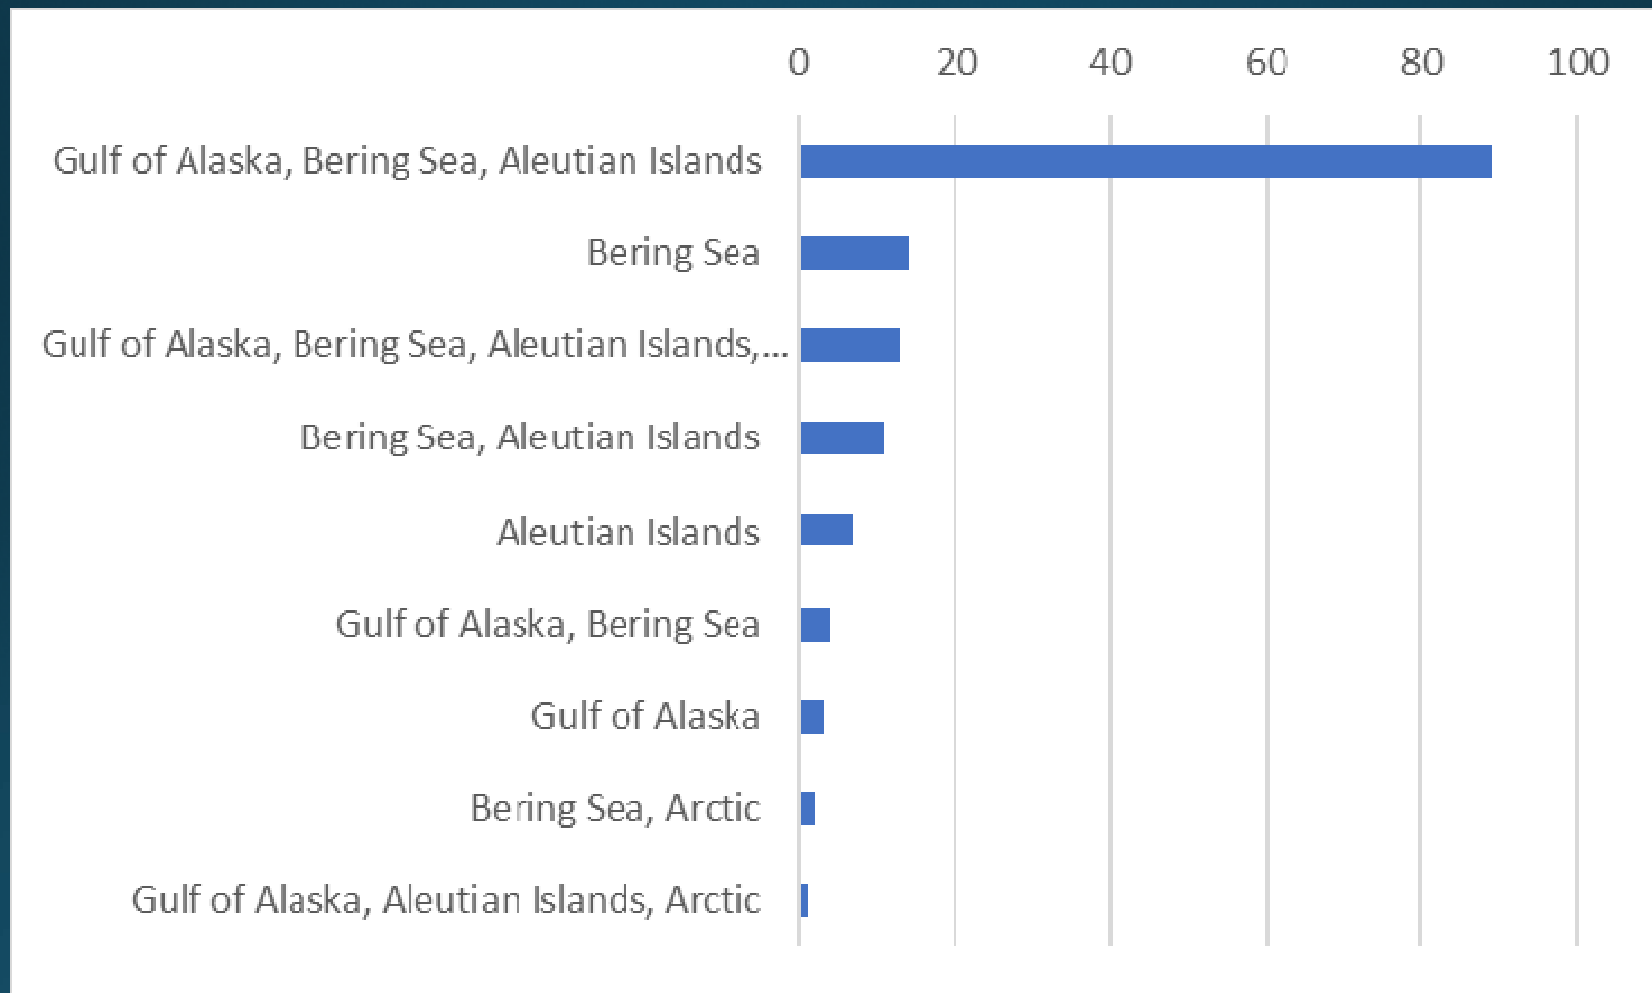 0 20 40 60 80 100
Gulf of Alaska, Bering Sea, Aleutian Islands
Bering Sea
Gulf of Alaska, Bering Sea, Aleutian Islands,...
Bering Sea, Aleutian Islands
Aleutian Islands
Gulf of Alaska, Bering Sea
Gulf of Alaska
Bering Sea, Arctic
Gulf of Alaska, Aleutian Islands, Arctic